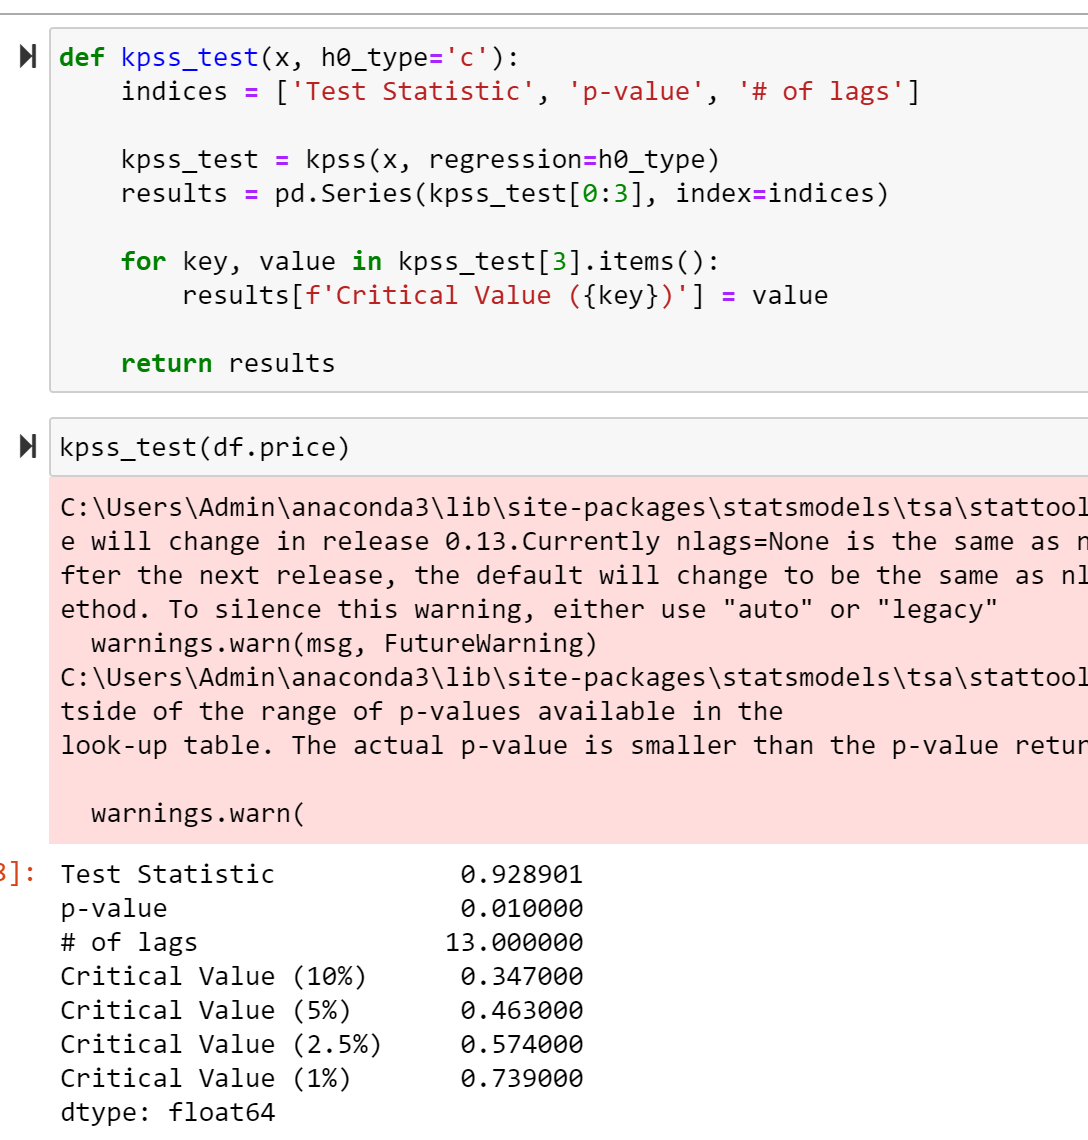 def kpss_test(x, h0_type='c'):
    indices = ['Test Statistic', 'p-value', '# of lags']
    kpss_test = kpss(x, regression=h0_type)
    results = pd.Series(kpss_test[0:3], index=indices)
    for key, value in kpss_test[3].items():
        results[f'Critical Value ({key})'] = value
    return results
kpss_test(df.price)
C:\Users\Admin\anaconda3\lib\site-packages\statsmodels\tsa\stattool
e will change in release 0.13.Currently nlags=None is the same as n
fter the next release, the default will change to be the same as nl
ethod. To silence this warning, either use "auto" or "legacy"
  warnings.warn(msg, FutureWarning)
C:\Users\Admin\anaconda3\lib\site-packages\statsmodels\tsa\stattool
tside of the range of p-values available in the
look-up table. The actual p-value is smaller than the p-value retur
  warnings.warn(
8]: Test Statistic            0.928901
p-value                   0.010000
# of lags                13.000000
Critical Value (10%)      0.347000
Critical Value (5%)       0.463000
Critical Value (2.5%)     0.574000
Critical Value (1%)       0.739000
dtype: float64